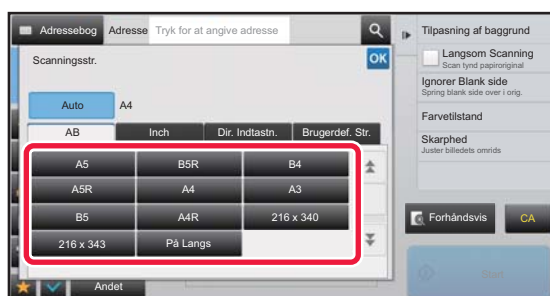 Adressebog Adresse Tryk for at angive adresse
Scanningsstr. OK
Auto A4
AB Inch Dir. Indtastn. Brugerdef. Str.
A5 B5R B4
A5R A4 A3
B5 A4R 216 x 340
216 x 343 På Langs
Andet
Tilpasning af baggrund
Langsom Scanning
Scan tynd papiroriginal
Ignorer Blank side
Spring blank side over i orig.
Farvetilstand
Skarphed
Juster billedets omrids
Forhåndsvis CA
Start